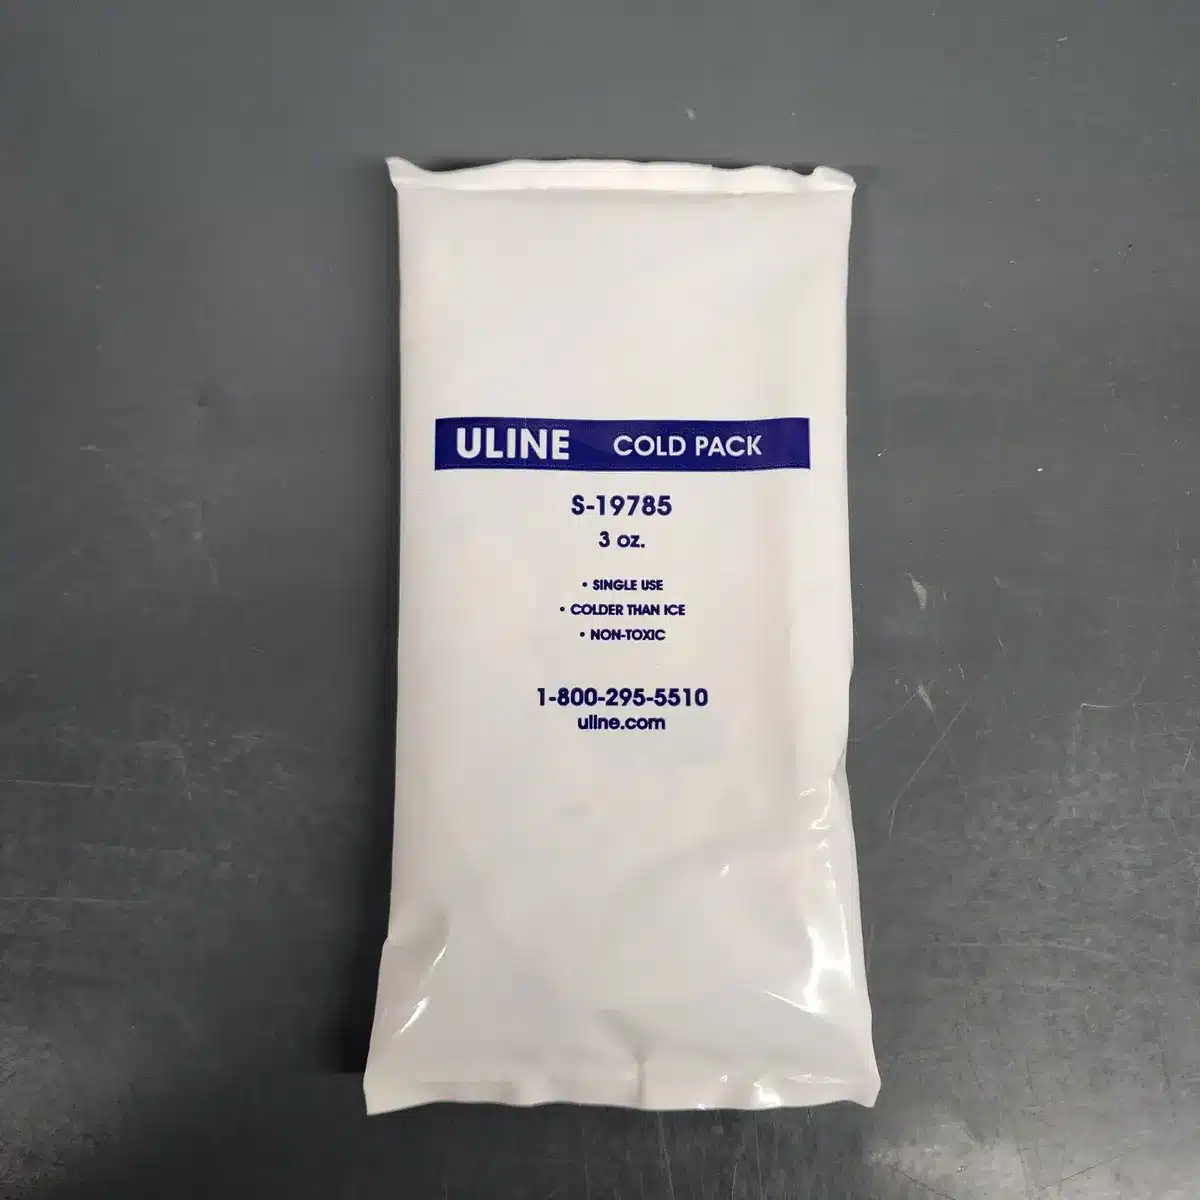 ULINE COLD PACK
S-19785
3 oz.
• SINGLE USE
• COLDER THAN ICE
• NON-TOXIC
1-800-295-5510
uline.com